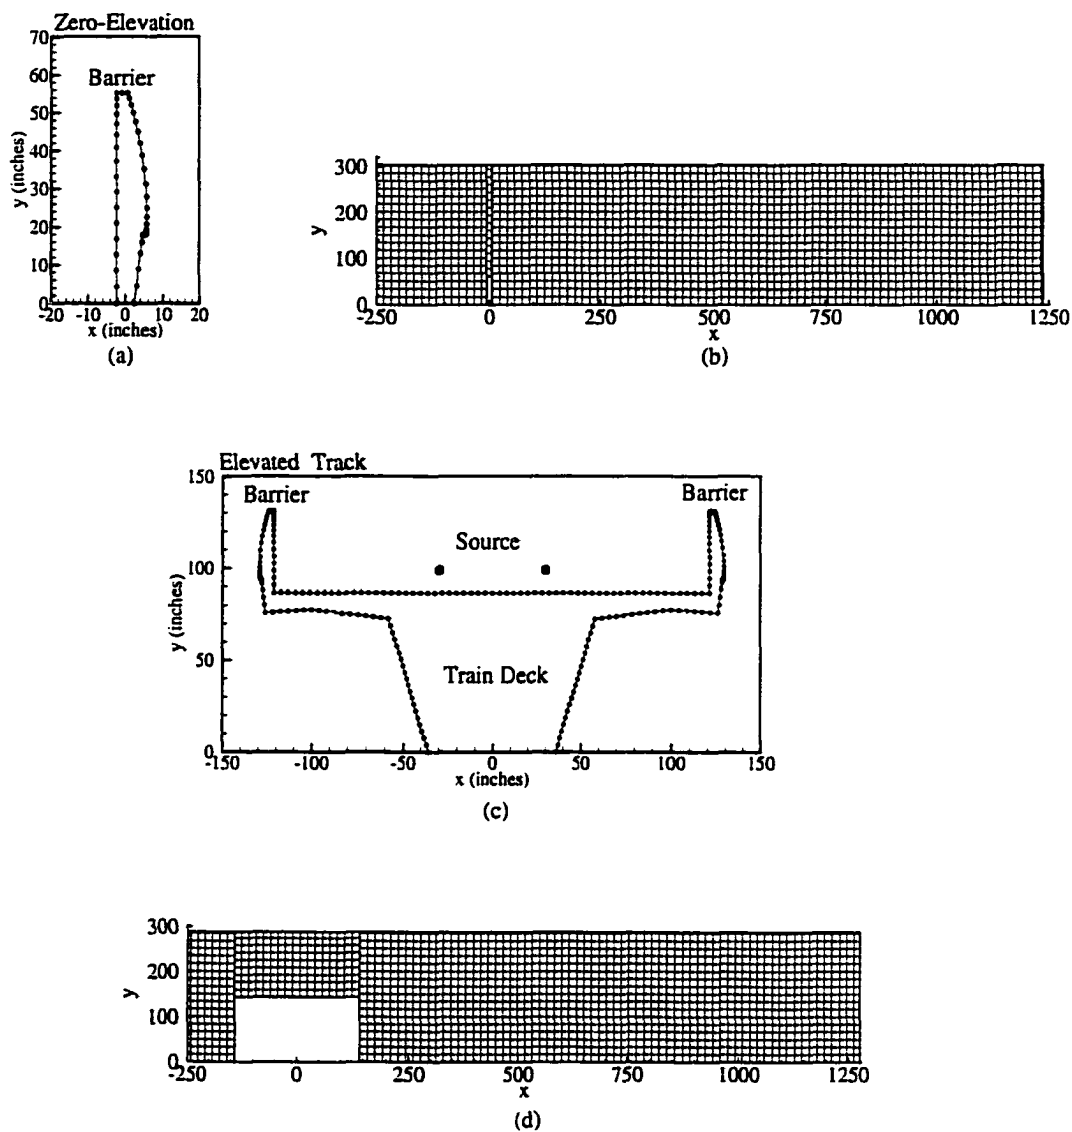 Zero-Elevation
70
60
50
40
30
20
10
0
y (inches)
Barrier
-20 -10 0 10 20
x (inches)
(a)
300
200
100
0
y
-250 0 250 500 750 1000 1250
x
(b)
Elevated Track
150
100
50
0
y (inches)
Barrier
Barrier
Source
Train Deck
-150 -100 -50 0 50 100 150
x (inches)
(c)
300
200
100
0
y
-250 0 250 500 750 1000 1250
x
(d)